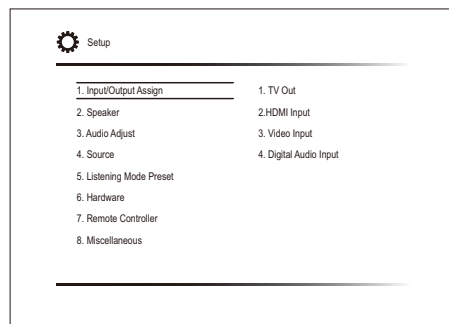 Setup
1. Input/Output Assign
2. Speaker
3. Audio Adjust
4. Source
5. Listening Mode Preset
6. Hardware
7. Remote Controller
8. Miscellaneous
1. TV Out
2.HDMI Input
3. Video Input
4. Digital Audio Input